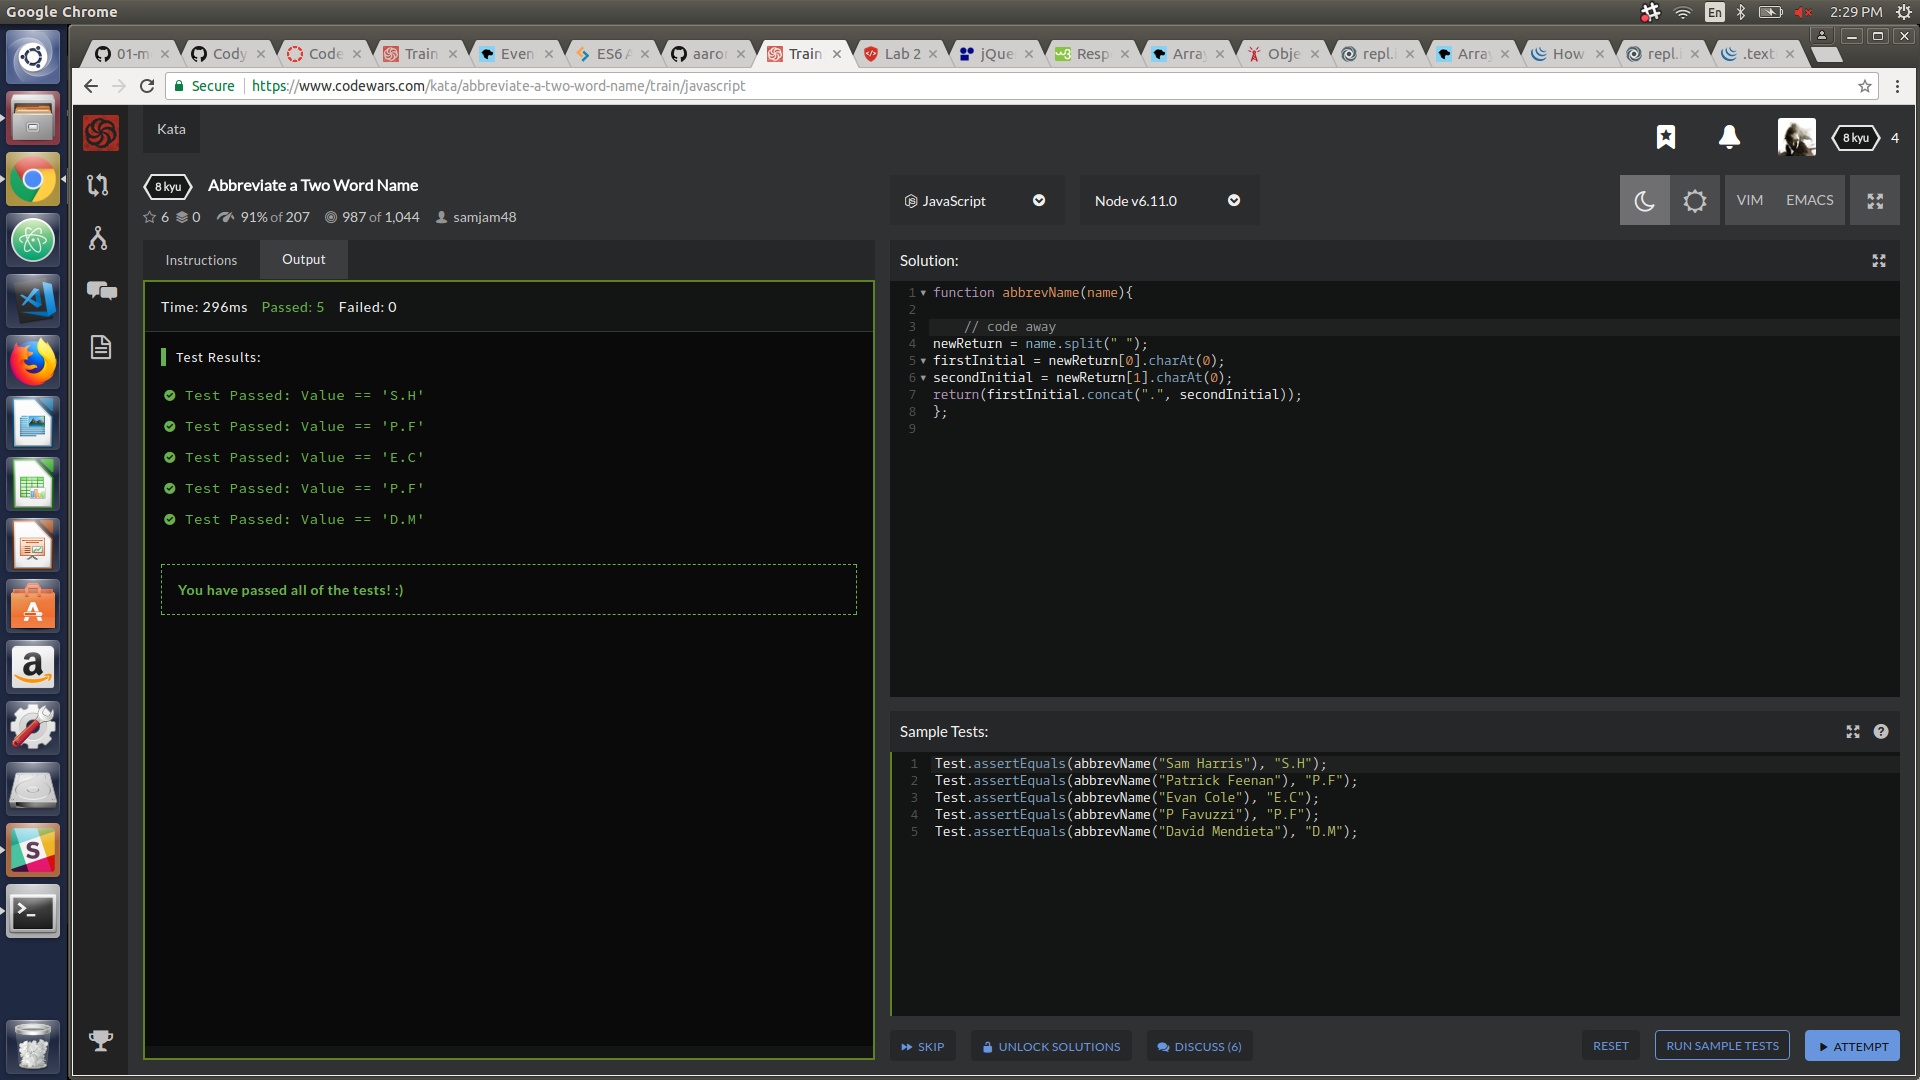 Google Chrome
En
2:29 PM
01-m
Cody
Code
Train
Even
ES6 A
aaror
Train
Lab 2
jQue
Resp
Array
Obje
repl.i
Array
How
repl.i
.text
Secure
https://www.codewars.com/kata/abbreviate-a-two-word-name/train/javascript
Kata
8 kyu
4
8 kyu
Abbreviate a Two Word Name
6 0 91% of 207 987 of 1,044 samjam48
JavaScript
Node v6.11.0
VIM
EMACS
Instructions
Output
Time: 296ms Passed: 5 Failed: 0
Test Results:
Test Passed: Value == 'S.H'
Test Passed: Value == 'P.F'
Test Passed: Value == 'E.C'
Test Passed: Value == 'P.F'
Test Passed: Value == 'D.M'
You have passed all of the tests! :)
Solution:
1 function abbrevName(name){
2
3 // code away
4 newReturn = name.split(" ");
5 firstInitial = newReturn[0].charAt(0);
6 secondInitial = newReturn[1].charAt(0);
7 return(firstInitial.concat(".", secondInitial));
8 };
9
Sample Tests:
1 Test.assertEquals(abbrevName("Sam Harris"), "S.H");
2 Test.assertEquals(abbrevName("Patrick Feenan"), "P.F");
3 Test.assertEquals(abbrevName("Evan Cole"), "E.C");
4 Test.assertEquals(abbrevName("P Favuzzi"), "P.F");
5 Test.assertEquals(abbrevName("David Mendieta"), "D.M");
SKIP
UNLOCK SOLUTIONS
DISCUSS (6)
RESET
RUN SAMPLE TESTS
ATTEMPT